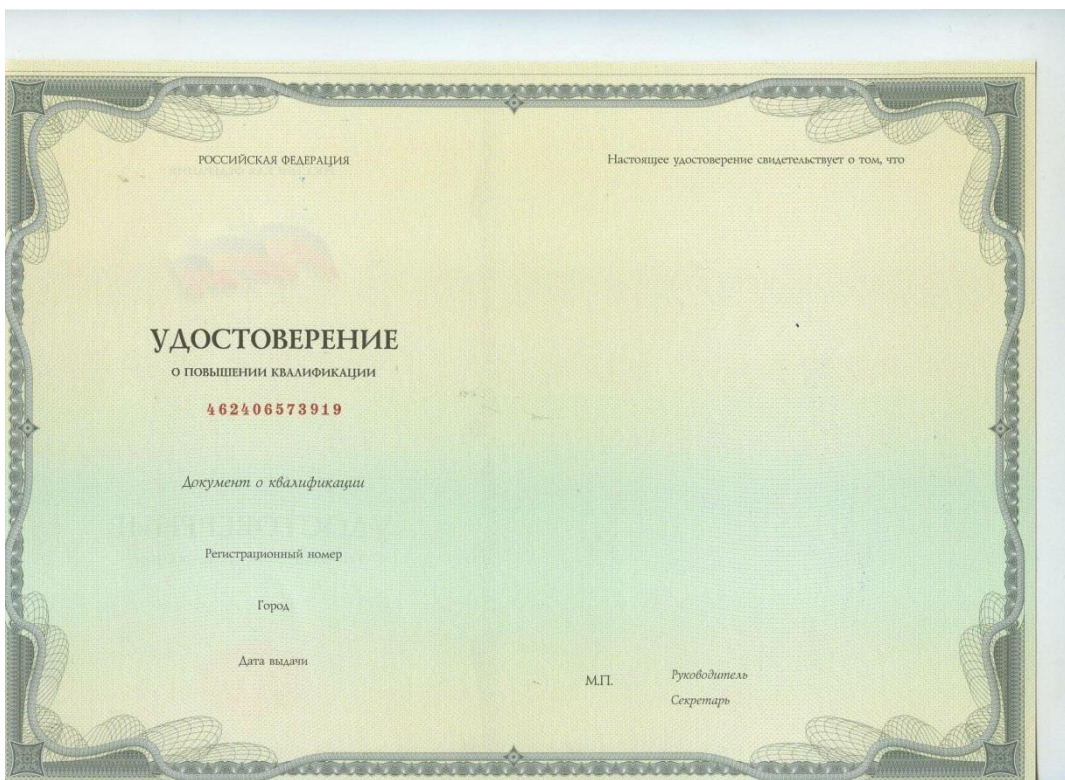 РОССИЙСКАЯ ФЕДЕРАЦИЯ
УДОСТОВЕРЕНИЕ
О ПОВЫШЕНИИ КВАЛИФИКАЦИИ
462406573919
Документ о квалификации
Регистрационный номер
Город
Дата выдачи
Настоящее удостоверение свидетельствует о том, что
М.П. Руководитель
Секретарь